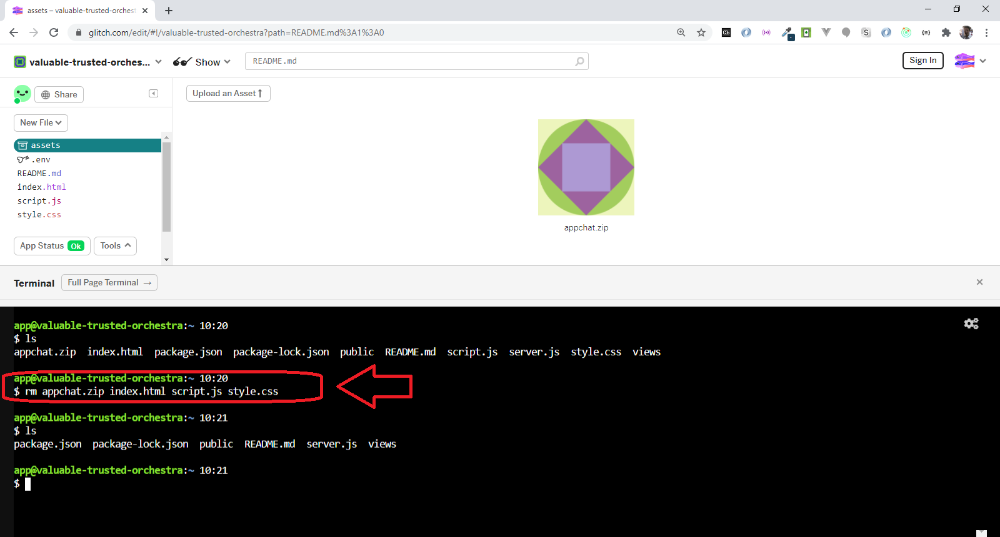 assets – valuable-trusted-orchest
glitch.com/edit/#!/valuable-trusted-orchestra?path=README.md%3A1%3A0
valuable-trusted-orches... Show README.md Sign In
Share Upload an Asset
New File
assets
.env
README.md
index.html
script.js
style.css
appchat.zip
App Status Ok Tools
Terminal Full Page Terminal →
app@valuable-trusted-orchestra:~ 10:20
$ ls
appchat.zip index.html package.json package-lock.json public README.md script.js server.js style.css views
app@valuable-trusted-orchestra:~ 10:20
$ rm appchat.zip index.html script.js style.css
app@valuable-trusted-orchestra:~ 10:21
$ ls
package.json package-lock.json public README.md server.js views
app@valuable-trusted-orchestra:~ 10:21
$